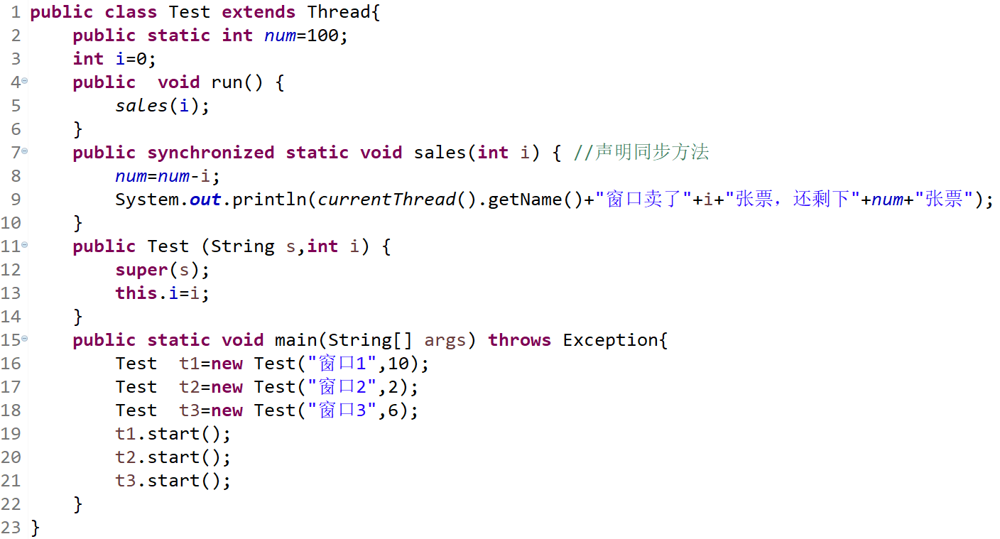 1 public class Test extends Thread{
2     public static int num=100;
3     int i=0;
4     public  void run() {
5         sales(i);
6     }
7     public synchronized static void sales(int i) { //声明同步方法
8         num=num-i;
9         System.out.println(currentThread().getName()+"窗口卖了"+i+"张票，还剩下"+num+"张票");
10     }
11     public Test (String s,int i) {
12         super(s);
13         this.i=i;
14     }
15     public static void main(String[] args) throws Exception{
16         Test  t1=new Test("窗口1",10);
17         Test  t2=new Test("窗口2",2);
18         Test  t3=new Test("窗口3",6);
19         t1.start();
20         t2.start();
21         t3.start();
22     }
23 }